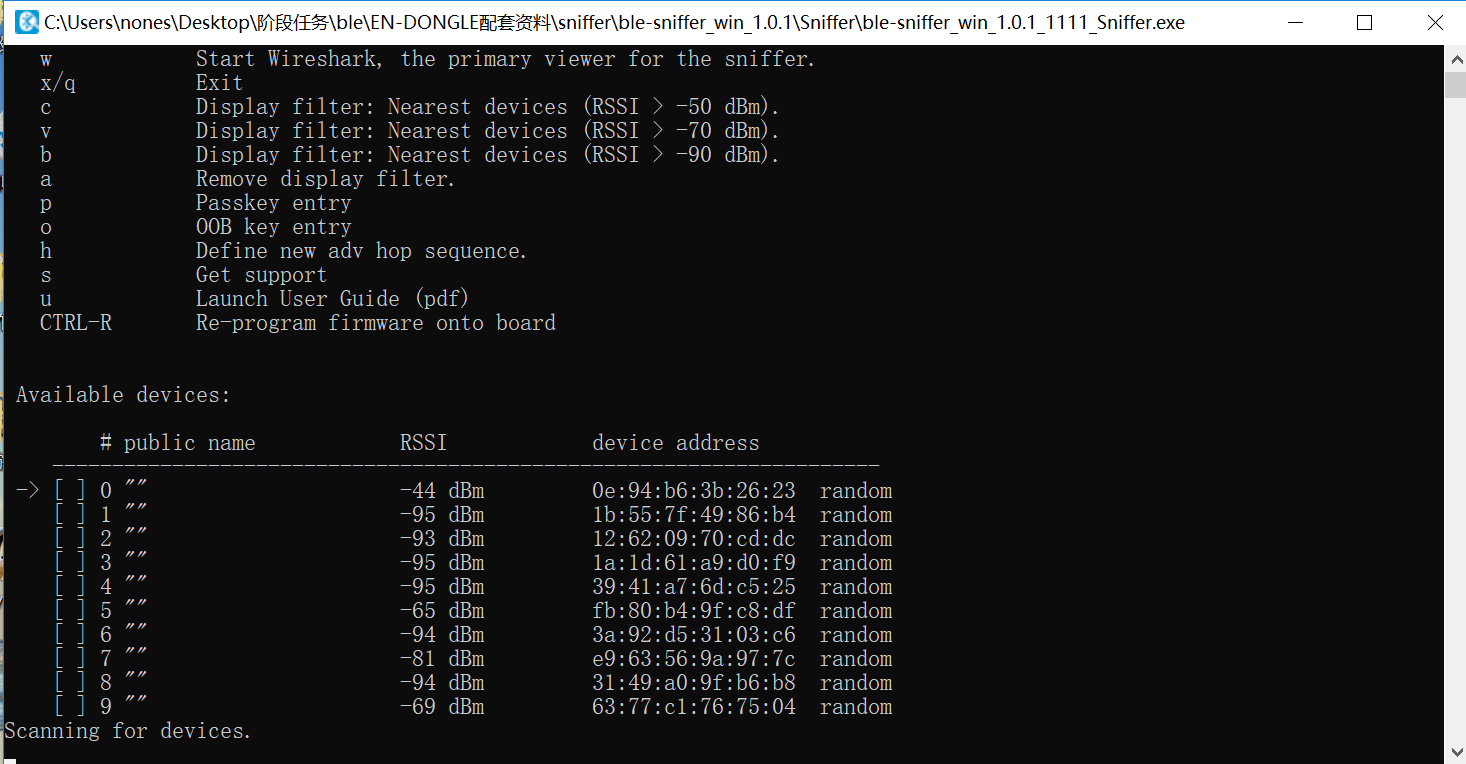 C:\Users\nones\Desktop\阶段任务\ble\EN-DONGLE配套资料\sniffer\ble-sniffer_win_1.0.1\Sniffer\ble-sniffer_win_1.0.1_1111_Sniffer.exe
w Start Wireshark, the primary viewer for the sniffer.
x/q Exit
c Display filter: Nearest devices (RSSI > -50 dBm).
v Display filter: Nearest devices (RSSI > -70 dBm).
b Display filter: Nearest devices (RSSI > -90 dBm).
a Remove display filter.
p Passkey entry
o OOB key entry
h Define new adv hop sequence.
s Get support
u Launch User Guide (pdf)
CTRL-R Re-program firmware onto board
Available devices:
# public name RSSI device address
-> [ ] 0 "" -44 dBm 0e:94:b6:3b:26:23 random
[ ] 1 "" -95 dBm 1b:55:7f:49:86:b4 random
[ ] 2 "" -93 dBm 12:62:09:70:cd:dc random
[ ] 3 "" -95 dBm 1a:1d:61:a9:d0:f9 random
[ ] 4 "" -95 dBm 39:41:a7:6d:c5:25 random
[ ] 5 "" -65 dBm fb:80:b4:9f:c8:df random
[ ] 6 "" -94 dBm 3a:92:d5:31:03:c6 random
[ ] 7 "" -81 dBm e9:63:56:9a:97:7c random
[ ] 8 "" -94 dBm 31:49:a0:9f:b6:b8 random
[ ] 9 "" -69 dBm 63:77:c1:76:75:04 random
Scanning for devices.